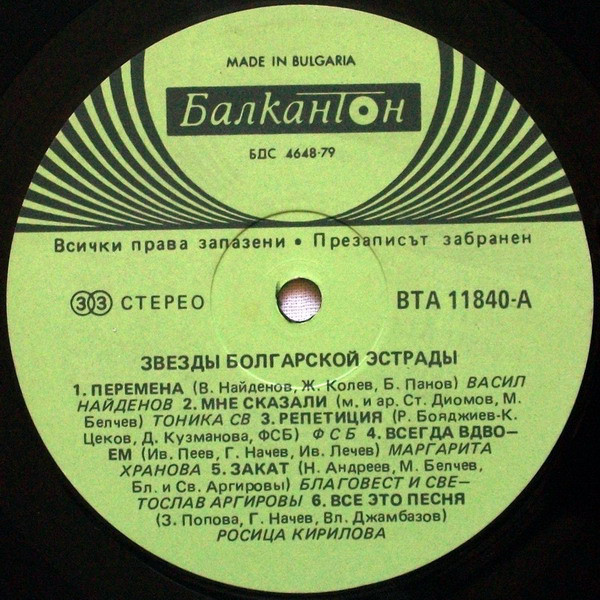 MADE IN BULGARIA
Балкантон
БДС 4648-79
Всички права запазени • Презаписът забранен
33 СТЕРЕО
ВТА 11840-А
ЗВЕЗДЫ БОЛГАРСКОЙ ЭСТРАДЫ
1. ПЕРЕМЕНА (В. Найденов, Ж. Колев, Б. Панов) ВАСИЛ
НАЙДЕНОВ 2. МНЕ СКАЗАЛИ (м. и ар. Ст. Диомов, М.
Белчев) ТОНИКА СВ 3. РЕПЕТИЦИЯ (Р. Бояджиев-К.
Цеков, Д. Кузманова, ФСБ) ФСБ 4. ВСЕГДА ВДВО-
ЕМ (Ив. Пеев, Г. Начев, Ив. Лечев) МАРГАРИТА
ХРАНОВА 5. ЗАКАТ (Н. Андреев, М. Белчев,
Бл. и Св. Аргировы) БЛАГОВЕСТ И СВЕ-
ТОСЛАВ АРГИРОВЫ 6. ВСЕ ЭТО ПЕСНЯ
(З. Попова, Г. Начев, Вл. Джамбазов)
РОСИЦА КИРИЛОВА